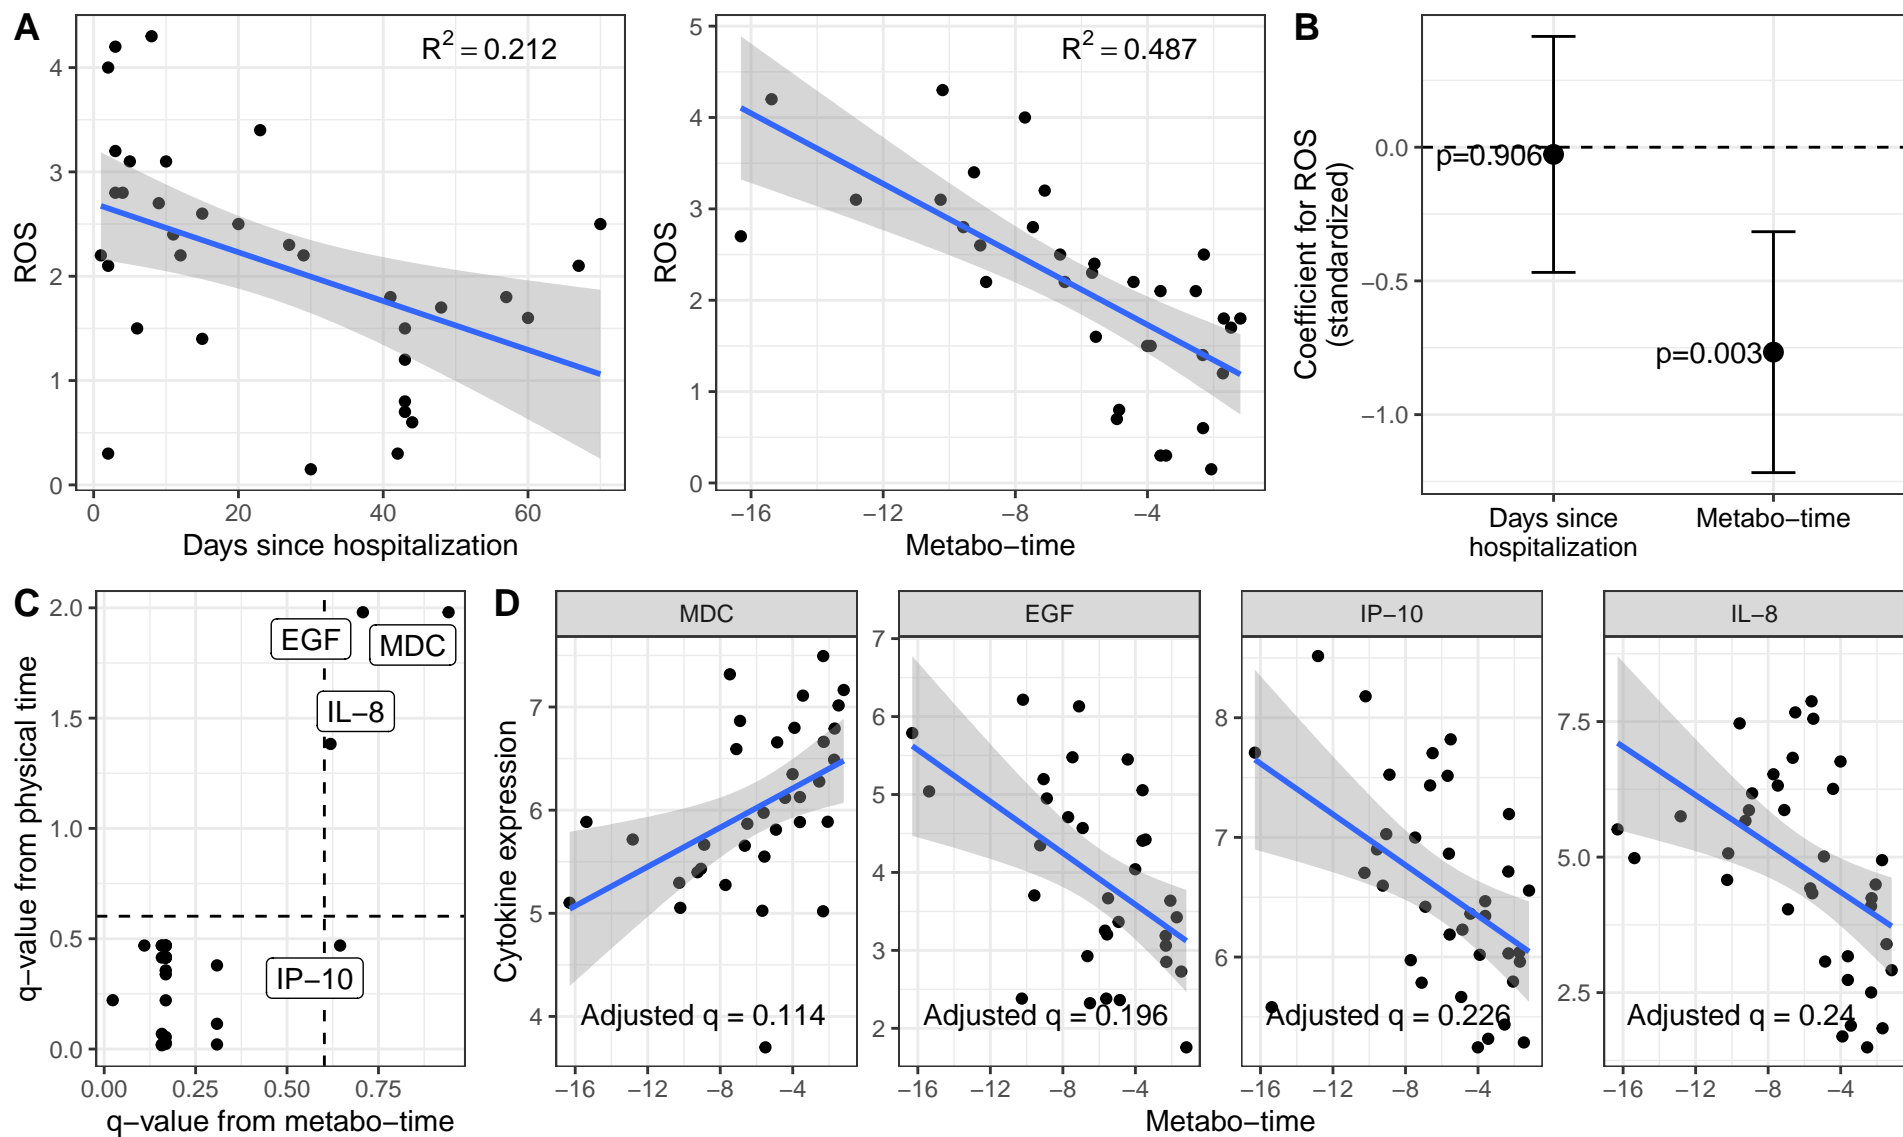 A
R² = 0.212
ROS
4
3
2
1
0
0 20 40 60
Days since hospitalization
R² = 0.487
ROS
5
4
3
2
1
0
−16 −12 −8 −4
Metabo−time
B
Coefficient for ROS
(standardized)
0.0
−0.5
−1.0
p=0.906
p=0.003
Days since
hospitalization
Metabo−time
C
q−value from physical time
2.0
1.5
1.0
0.5
0.0
EGF
MDC
IL−8
IP−10
0.00 0.25 0.50 0.75
q−value from metabo−time
D
Cytokine expression
MDC
7
6
5
4
Adjusted q = 0.114
−16 −12 −8 −4
EGF
7
6
5
4
3
2
Adjusted q = 0.196
−16 −12 −8 −4
IP−10
8
7
6
Adjusted q = 0.226
−16 −12 −8 −4
IL−8
7.5
5.0
2.5
Adjusted q = 0.24
−16 −12 −8 −4
Metabo−time